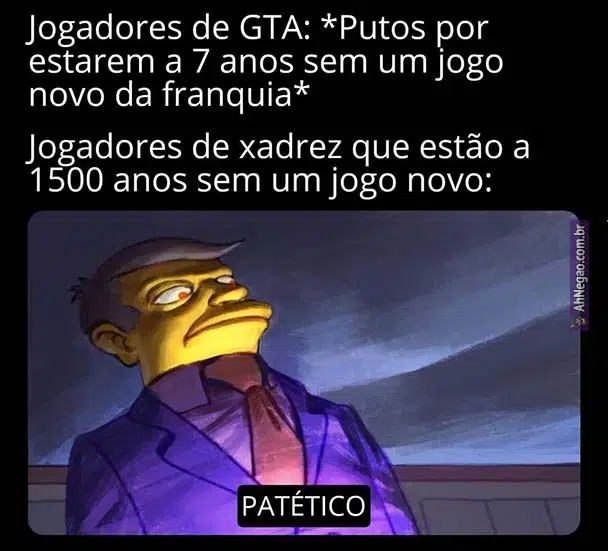 Jogadores de GTA: *Putos por
estarem a 7 anos sem um jogo
novo da franquia*
Jogadores de xadrez que estão a
1500 anos sem um jogo novo:
AhNegao.com.br
PATÉTICO